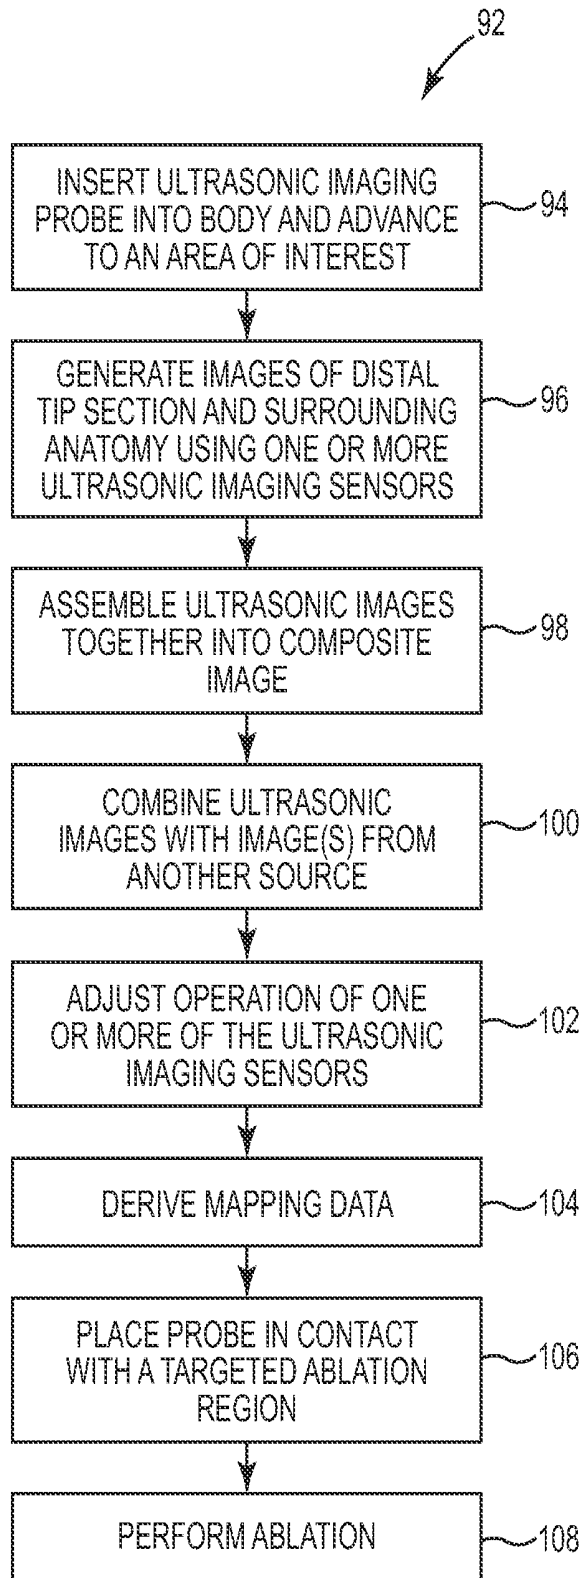 92
INSERT ULTRASONIC IMAGING
PROBE INTO BODY AND ADVANCE
TO AN AREA OF INTEREST
94
GENERATE IMAGES OF DISTAL
TIP SECTION AND SURROUNDING
ANATOMY USING ONE OR MORE
ULTRASONIC IMAGING SENSORS
96
ASSEMBLE ULTRASONIC IMAGES
TOGETHER INTO COMPOSITE
IMAGE
98
COMBINE ULTRASONIC
IMAGES WITH IMAGE(S) FROM
ANOTHER SOURCE
100
ADJUST OPERATION OF ONE
OR MORE OF THE ULTRASONIC
IMAGING SENSORS
102
DERIVE MAPPING DATA
104
PLACE PROBE IN CONTACT
WITH A TARGETED ABLATION
REGION
106
PERFORM ABLATION
108